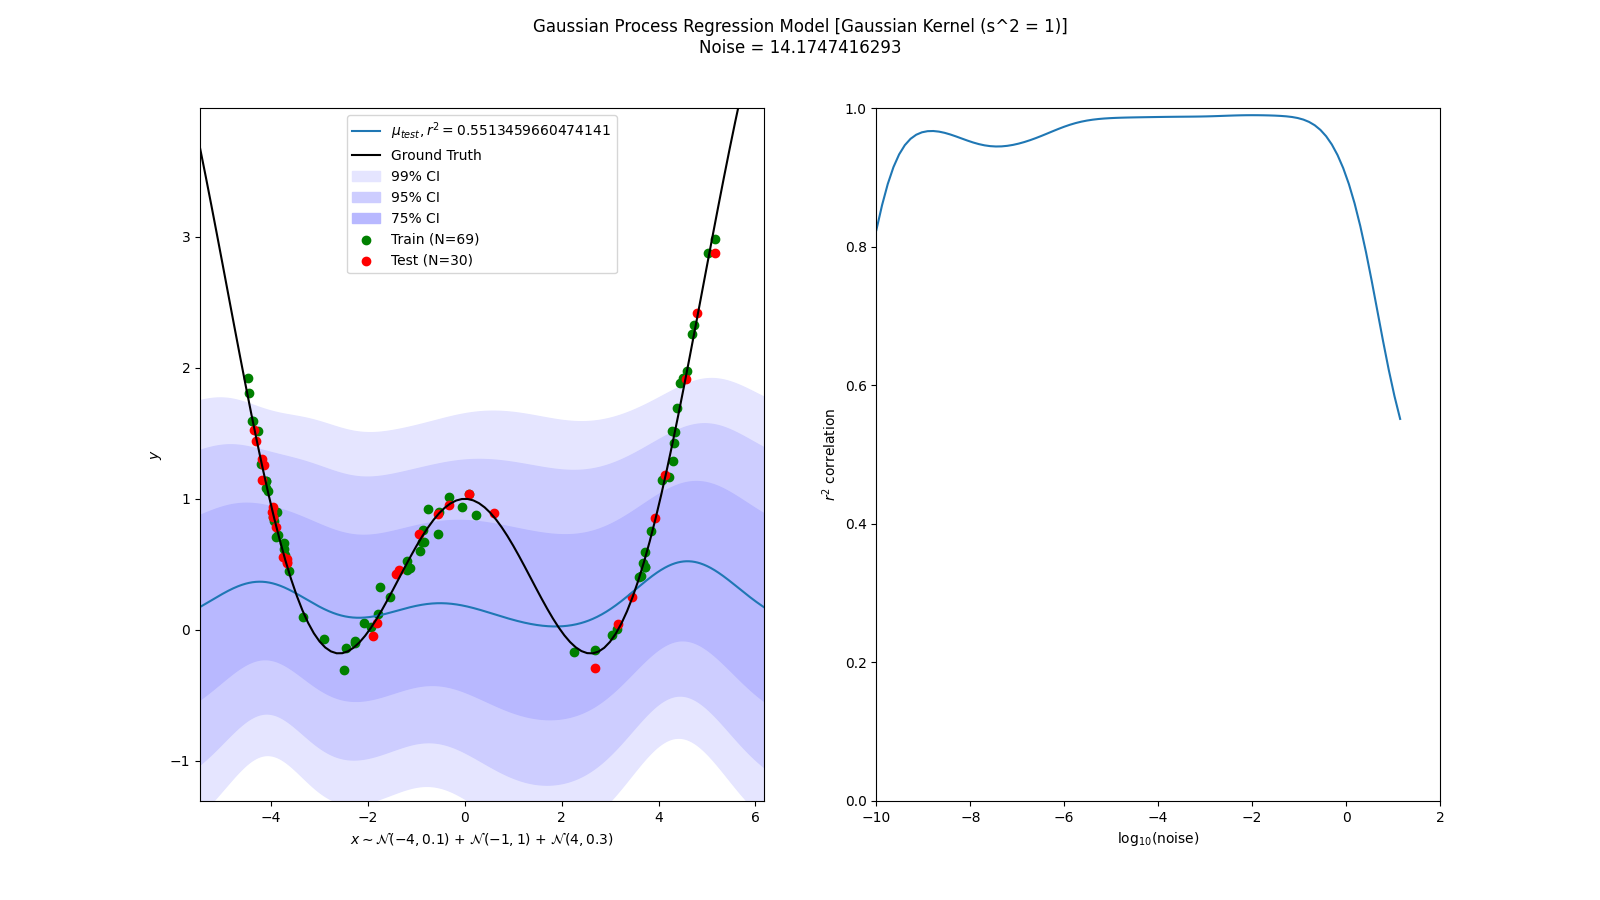 Gaussian Process Regression Model [Gaussian Kernel (s^2 = 1)]
Noise = 14.1747416293
μ_test, r² = 0.5513459660474141
Ground Truth
99% CI
95% CI
75% CI
Train (N=69)
Test (N=30)
y
3
2
1
0
−1
−4 −2 0 2 4 6
x ~ 𝒩(−4, 0.1) + 𝒩(−1, 1) + 𝒩(4, 0.3)
r² correlation
1.0
0.8
0.6
0.4
0.2
0.0
−10 −8 −6 −4 −2 0 2
log₁₀(noise)